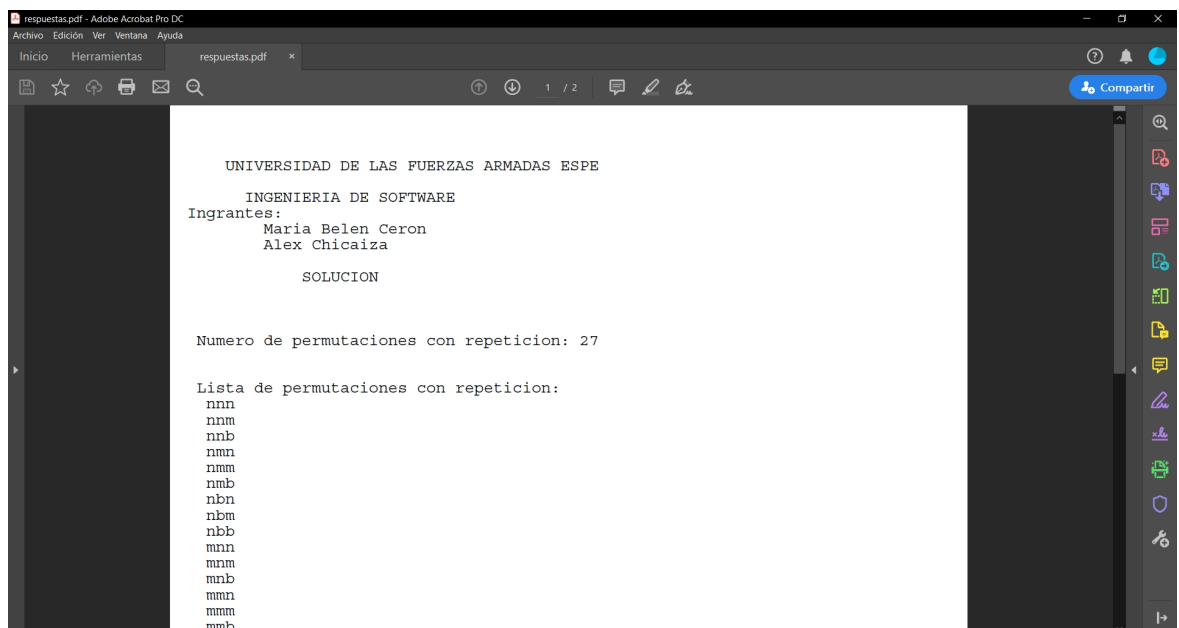 respuestas.pdf - Adobe Acrobat Pro DC
Archivo Edición Ver Ventana Ayuda
Inicio Herramientas respuestas.pdf ×
1 / 2 Compartir
UNIVERSIDAD DE LAS FUERZAS ARMADAS ESPE
INGENIERIA DE SOFTWARE
Ingrantes:
Maria Belen Ceron
Alex Chicaiza
SOLUCION
Numero de permutaciones con repeticion: 27
Lista de permutaciones con repeticion:
nnn
nnm
nnb
nmn
nmm
nmb
nbn
nbm
nbb
mnn
mnm
mnb
mmn
mmm
mmb